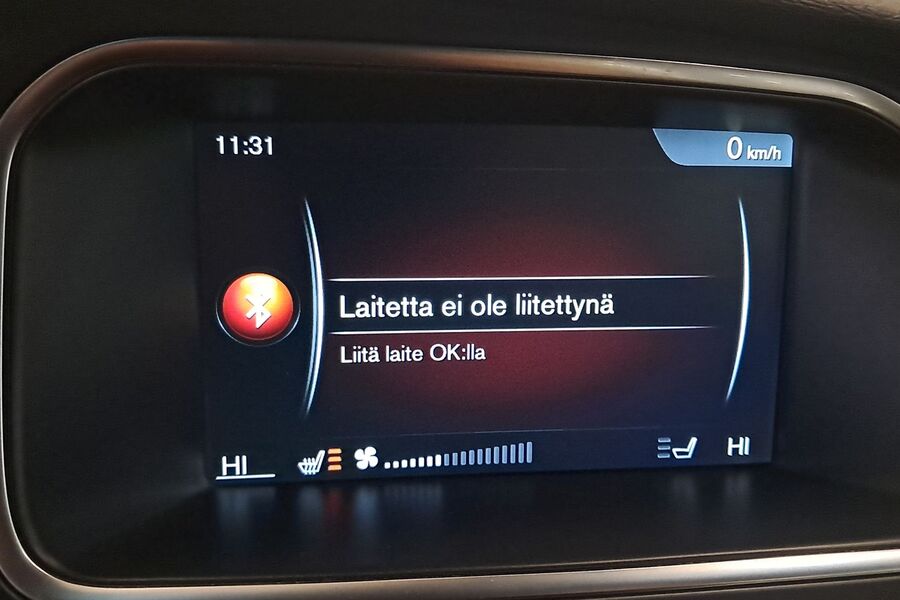 11:31
0 km/h
Laitetta ei ole liitettynä
Liitä laite OK:lla
HI
HI